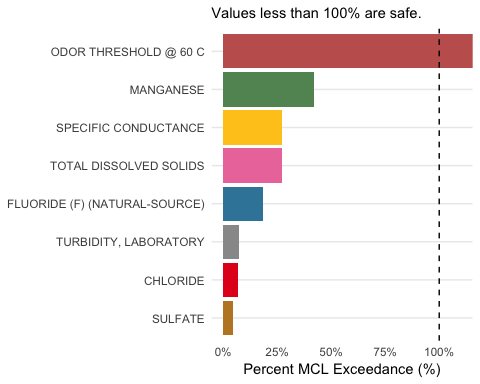 Values less than 100% are safe.
ODOR THRESHOLD @ 60 C
MANGANESE
SPECIFIC CONDUCTANCE
TOTAL DISSOLVED SOLIDS
FLUORIDE (F) (NATURAL-SOURCE)
TURBIDITY, LABORATORY
CHLORIDE
SULFATE
0% 25% 50% 75% 100%
Percent MCL Exceedance (%)